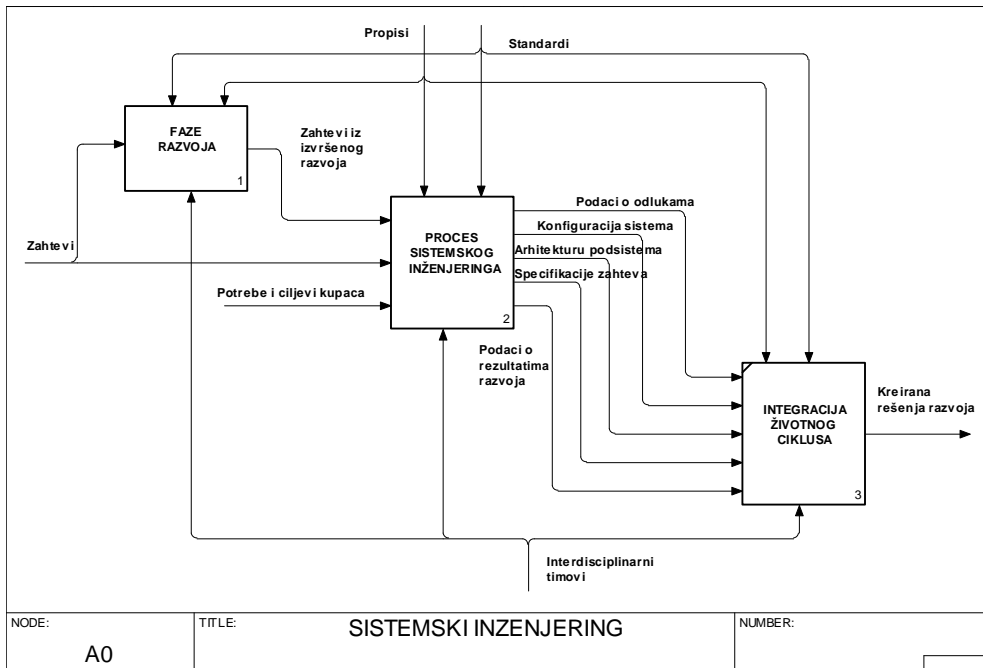 Propisi
Standardi
FAZE
RAZVOJA
1
Zahtevi iz
izvršenog
razvoja
Zahtevi
Potrebe i ciljevi kupaca
PROCES
SISTEMSKOG
INŽENJERINGA
2
Podaci o odlukama
Konfiguracija sistema
Arhitekturu podsistema
Specifikacije zahteva
Podaci o
rezultatima
razvoja
INTEGRACIJA
ŽIVOTNOG
CIKLUSA
3
Kreirana
rešenja razvoja
Interdisciplinarni
timovi
NODE:
A0
TITLE:
SISTEMSKI INZENJERING
NUMBER: